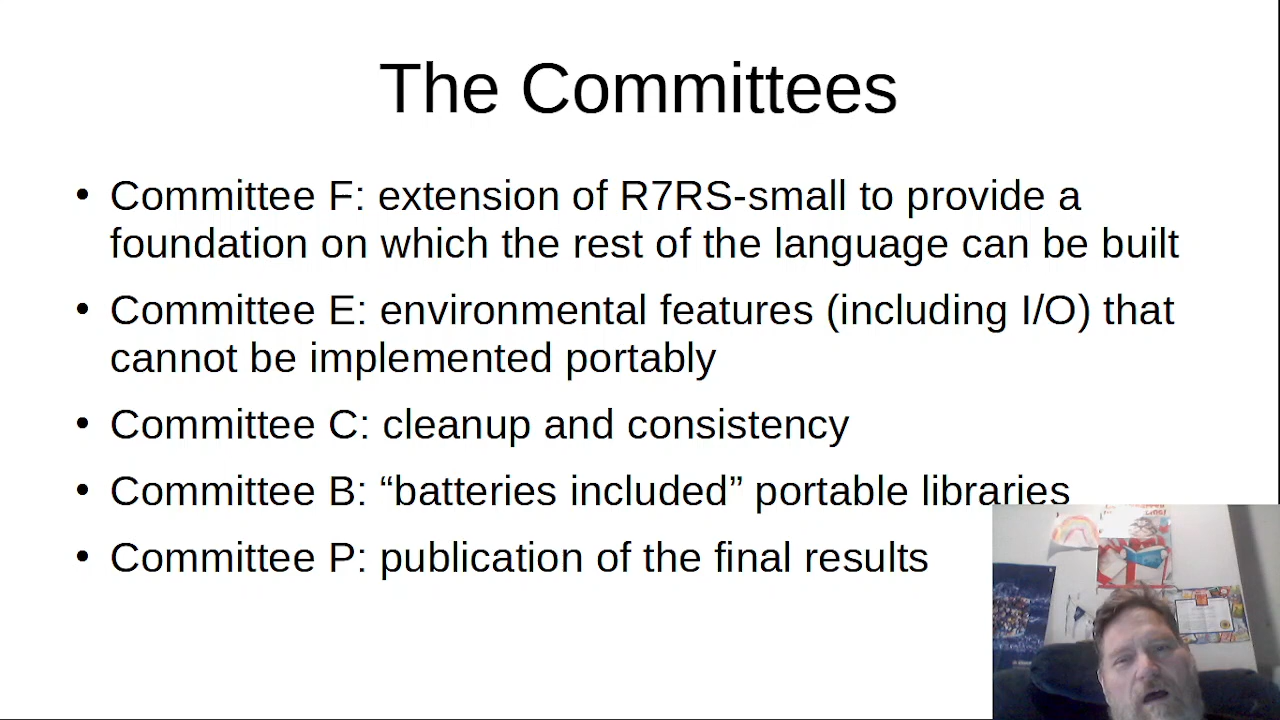 The Committees
• Committee F: extension of R7RS-small to provide a
foundation on which the rest of the language can be built
• Committee E: environmental features (including I/O) that
cannot be implemented portably
• Committee C: cleanup and consistency
• Committee B: “batteries included” portable libraries
• Committee P: publication of the final results